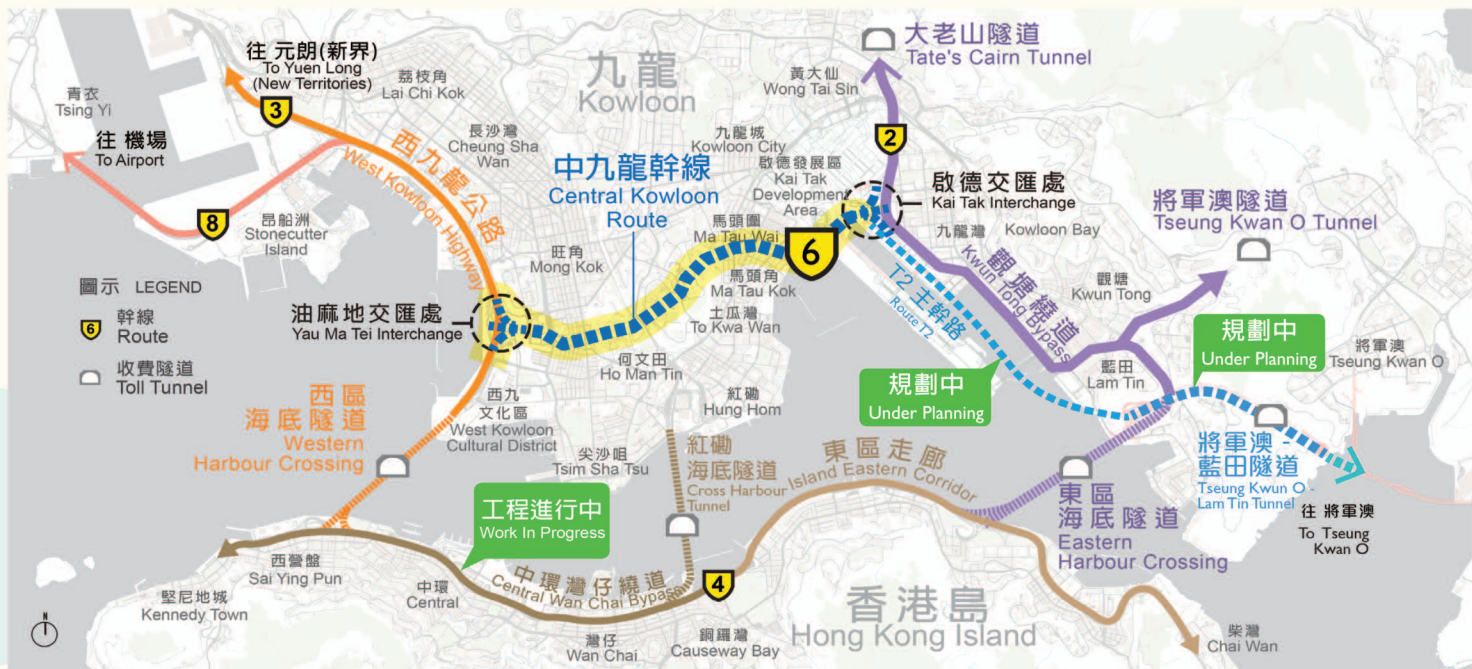 往 元朗(新界)
To Yuen Long
(New Territories)
3
青衣
Tsing Yi
往 機場
To Airport
8
荔枝角
Lai Chi Kok
長沙灣
Cheung Sha
Wan
西九龍公路
West Kowloon Highway
昂船洲
Stonecutter
Island
九龍
Kowloon
黃大仙
Wong Tai Sin
大老山隧道
Tate's Cairn Tunnel
2
九龍城
Kowloon City
啟德發展區
Kai Tak
Development
Area
中九龍幹線
Central Kowloon
Route
啟德交匯處
Kai Tak Interchange
將軍澳隧道
Tseung Kwan O Tunnel
旺角
Mong Kok
馬頭圍
Ma Tau Wai
6
馬頭角
Ma Tau Kok
土瓜灣
To Kwa Wan
九龍灣
Kowloon Bay
觀塘繞道
Kwun Tong Bypass
觀塘
Kwun Tong
T2 主幹路
Route T2
圖示 LEGEND
6
幹線
Route
收費隧道
Toll Tunnel
油麻地交匯處
Yau Ma Tei Interchange
何文田
Ho Man Tin
規劃中
Under Planning
規劃中
Under Planning
藍田
Lam Tin
將軍澳
Tseung Kwan O
西區
海底隧道
Western
Harbour Crossing
西九
文化區
West Kowloon
Cultural District
紅磡
Hung Hom
尖沙咀
Tsim Sha Tsu
紅磡
海底隧道
Cross Harbour
Tunnel
東區走廊
Island Eastern Corridor
東區
海底隧道
Eastern
Harbour Crossing
將軍澳 -
藍田隧道
Tseung Kwun O -
Lam Tin Tunnel
往 將軍澳
To Tseung
Kwan O
工程進行中
Work In Progress
西營盤
Sai Ying Pun
堅尼地城
Kennedy Town
中環
Central
中環灣仔繞道
Central Wan Chai Bypass
4
灣仔
Wan Chai
銅鑼灣
Causeway Bay
香港島
Hong Kong Island
柴灣
Chai Wan
N